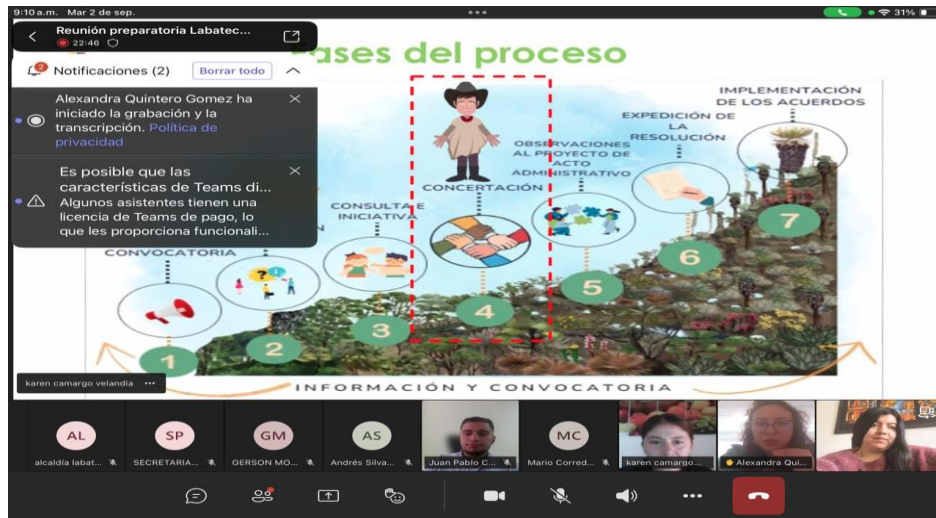 9:10 a.m. Mar 2 de sep.
31%
Reunión preparatoria Labatec...
22:46
2
Notificaciones (2)
Borrar todo
Alexandra Quintero Gomez ha
iniciado la grabación y la
transcripción. Política de
privacidad
Es posible que las
características de Teams di...
Algunos asistentes tienen una
licencia de Teams de pago, lo
que les proporciona funcionali...
ases del proceso
CONVOCATORIA
CONSULTA E
INICIATIVA
CONCERTACIÓN
OBSERVACIONES
AL PROYECTO DE
ACTO
ADMINISTRATIVO
EXPEDICIÓN DE
LA
RESOLUCIÓN
IMPLEMENTACIÓN
DE LOS ACUERDOS
1
2
3
4
5
6
7
INFORMACIÓN Y CONVOCATORIA
karen camargo velandia
AL
SP
GM
AS
MC
alcaldía labat...
SECRETARIA...
GERSON MO...
Andrés Silva...
Juan Pablo C...
Mario Corred...
karen camargo...
Alexandra Qui...